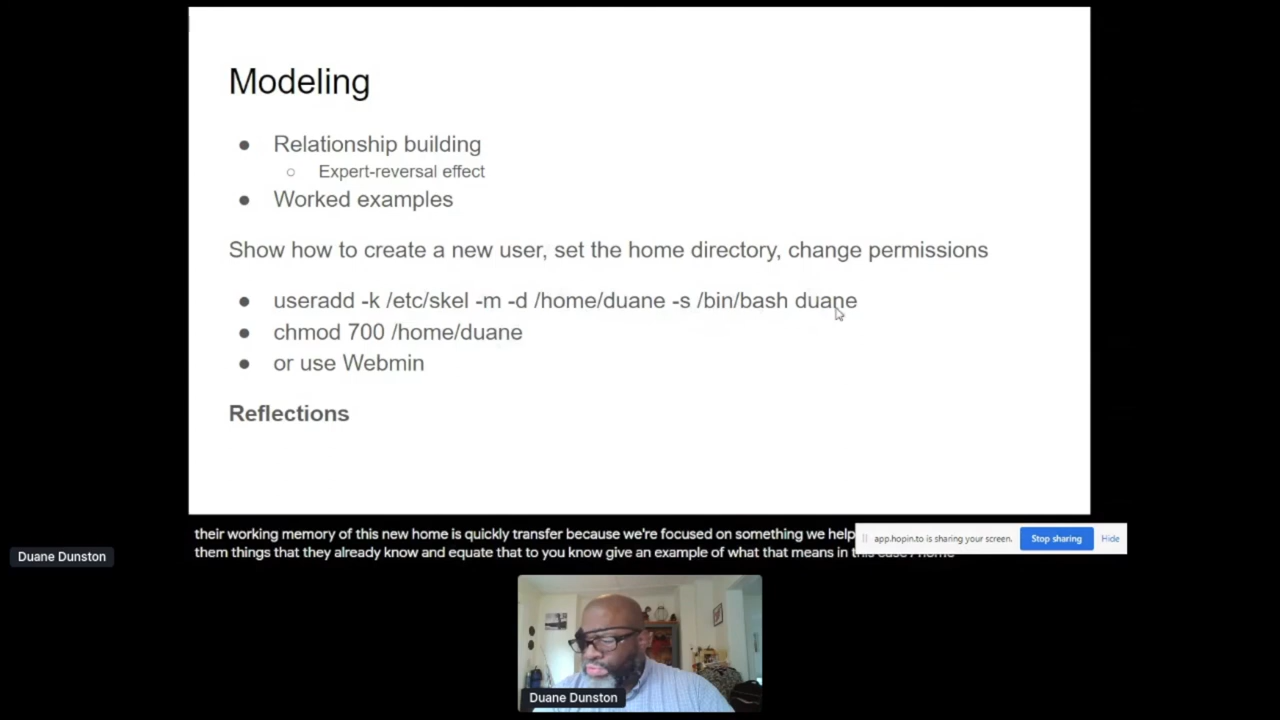 Modeling
● Relationship building
○ Expert-reversal effect
● Worked examples
Show how to create a new user, set the home directory, change permissions
● useradd -k /etc/skel -m -d /home/duane -s /bin/bash duane
● chmod 700 /home/duane
● or use Webmin
Reflections
their working memory of this new home is quickly transfer because we're focused on something we help
them things that they already know and equate that to you know give an example of what that means in this case / home
app.hopin.to is sharing your screen.
Stop sharing
Hide
Duane Dunston
Duane Dunston